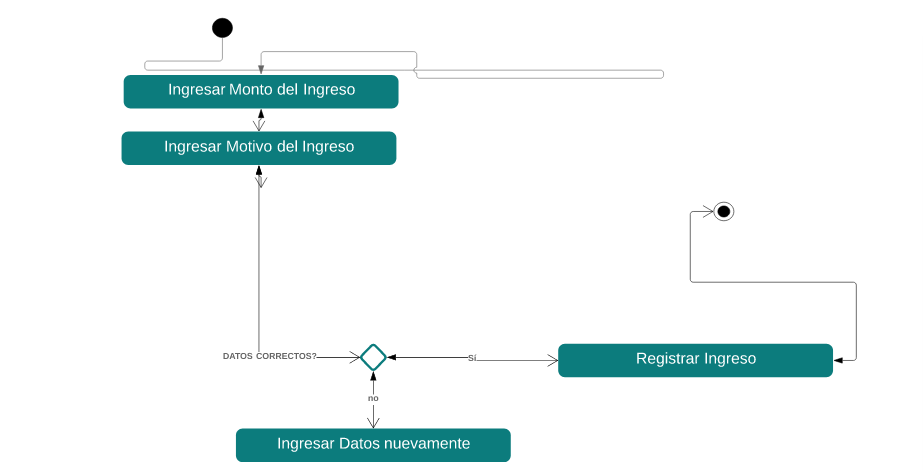 Ingresar Monto del Ingreso
Ingresar Motivo del Ingreso
DATOS CORRECTOS?
Sí
Registrar Ingreso
no
Ingresar Datos nuevamente